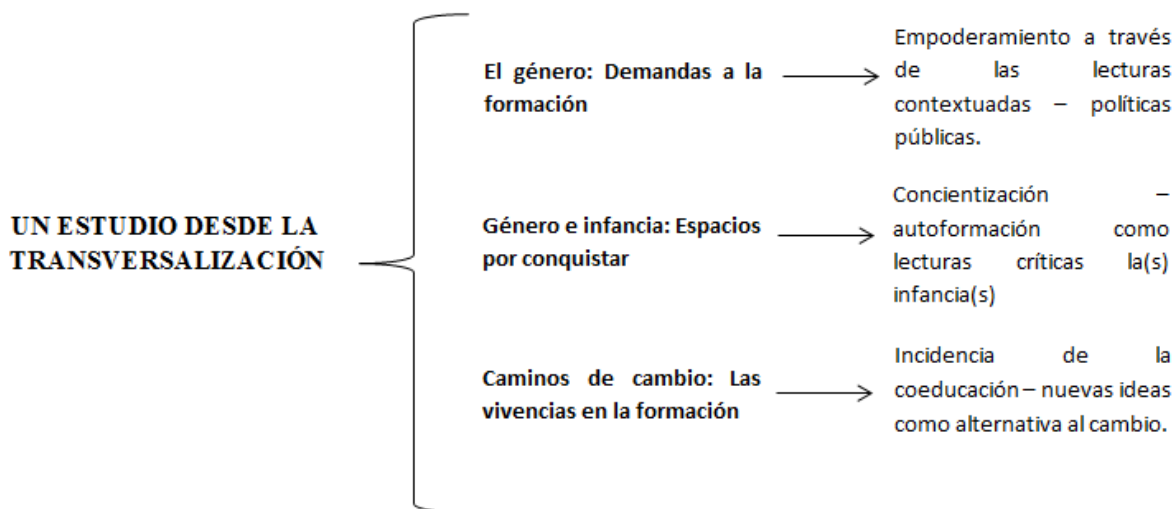 UN ESTUDIO DESDE LA
TRANSVERSALIZACIÓN
El género: Demandas a la
formación
Empoderamiento a través
de las lecturas
contextuadas – políticas
públicas.
Género e infancia: Espacios
por conquistar
Concientización –
autoformación como
lecturas críticas la(s)
infancia(s)
Caminos de cambio: Las
vivencias en la formación
Incidencia de la
coeducación – nuevas ideas
como alternativa al cambio.